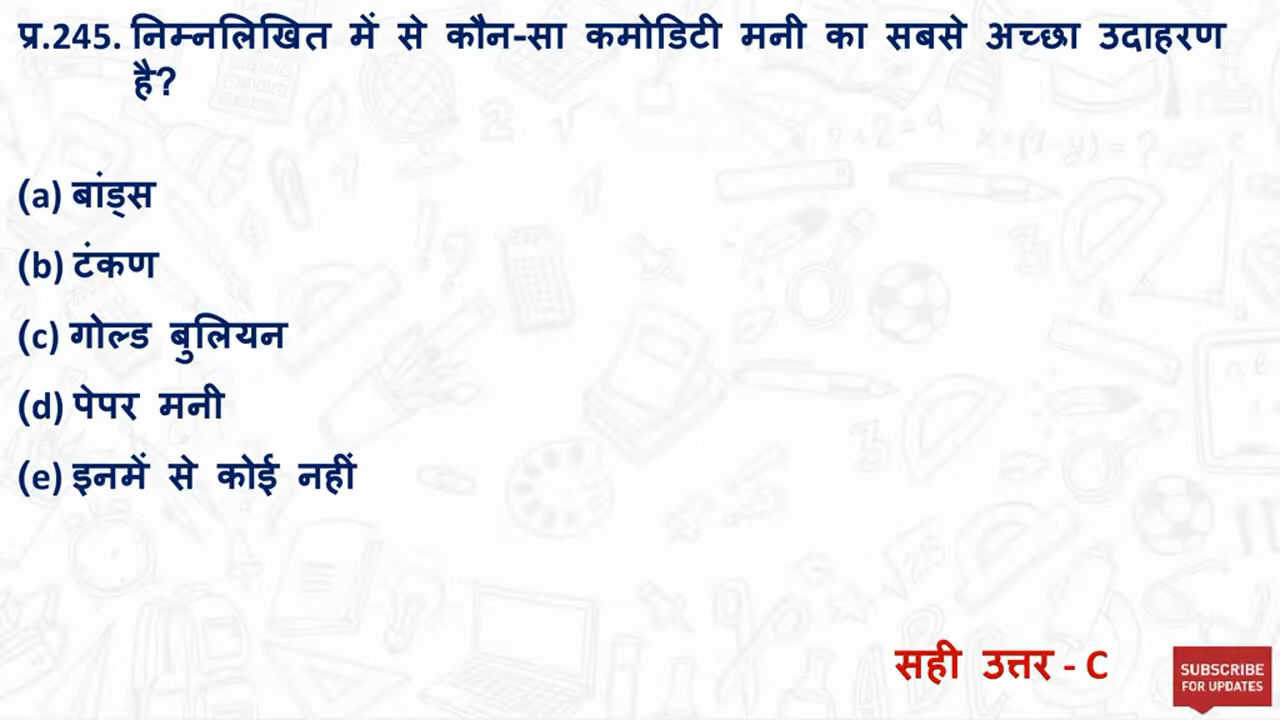 प्र.245. निम्नलिखित में से कौन-सा कमोडिटी मनी का सबसे अच्छा उदाहरण
है?
(a) बांड्स
(b) टंकण
(c) गोल्ड बुलियन
(d) पेपर मनी
(e) इनमें से कोई नहीं
सही उत्तर - C
SUBSCRIBE
FOR UPDATES